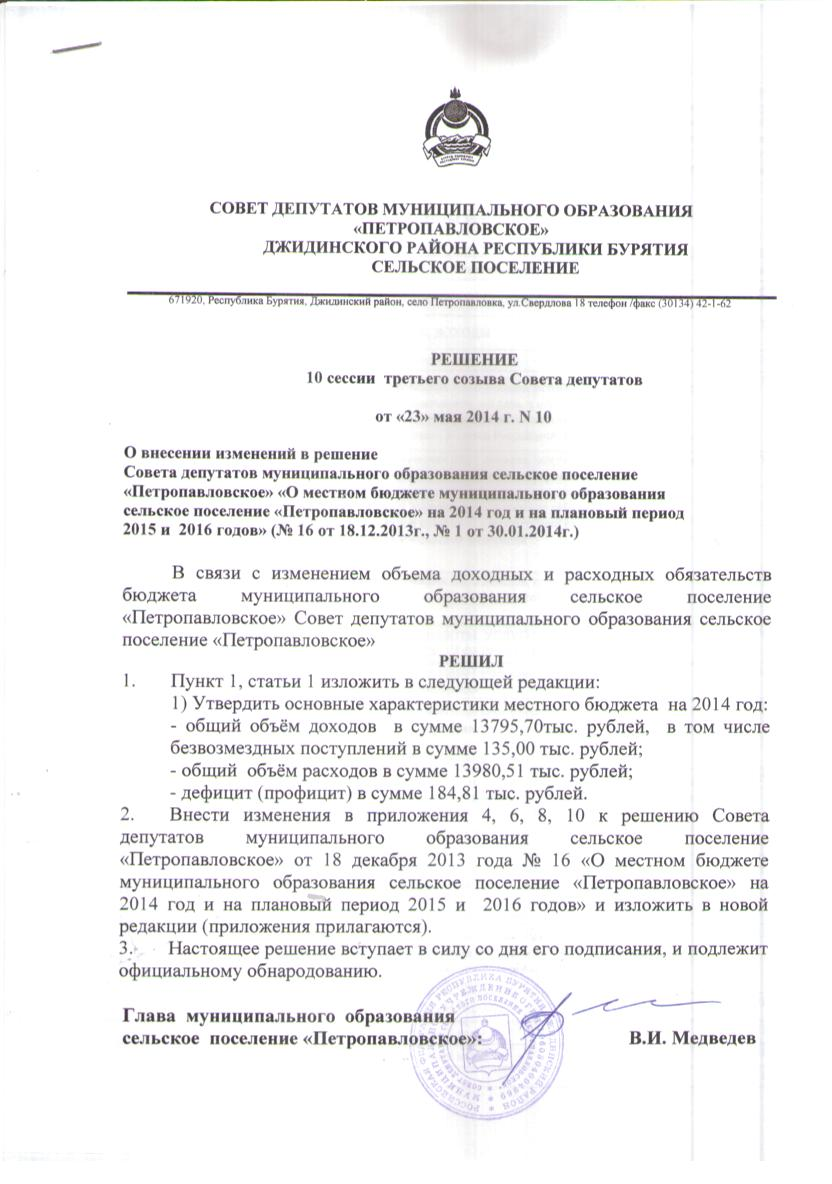 СОВЕТ ДЕПУТАТОВ МУНИЦИПАЛЬНОГО ОБРАЗОВАНИЯ
«ПЕТРОПАВЛОВСКОЕ»
ДЖИДИНСКОГО РАЙОНА РЕСПУБЛИКИ БУРЯТИЯ
СЕЛЬСКОЕ ПОСЕЛЕНИЕ
671920, Республика Бурятия, Джидинский район, село Петропавловка, ул.Свердлова 18 телефон /факс (30134) 42-1-62
РЕШЕНИЕ
10 сессии третьего созыва Совета депутатов
от «23» мая 2014 г. N 10
О внесении изменений в решение
Совета депутатов муниципального образования сельское поселение
«Петропавловское» «О местном бюджете муниципального образования
сельское поселение «Петропавловское» на 2014 год и на плановый период
2015 и 2016 годов» (№ 16 от 18.12.2013г., № 1 от 30.01.2014г.)
В связи с изменением объема доходных и расходных обязательств
бюджета муниципального образования сельское поселение
«Петропавловское» Совет депутатов муниципального образования сельское
поселение «Петропавловское»
РЕШИЛ
1. Пункт 1, статьи 1 изложить в следующей редакции:
1) Утвердить основные характеристики местного бюджета на 2014 год:
- общий объём доходов в сумме 13795,70тыс. рублей, в том числе
безвозмездных поступлений в сумме 135,00 тыс. рублей;
- общий объём расходов в сумме 13980,51 тыс. рублей;
- дефицит (профицит) в сумме 184,81 тыс. рублей.
2. Внести изменения в приложения 4, 6, 8, 10 к решению Совета
депутатов муниципального образования сельское поселение
«Петропавловское» от 18 декабря 2013 года № 16 «О местном бюджете
муниципального образования сельское поселение «Петропавловское» на
2014 год и на плановый период 2015 и 2016 годов» и изложить в новой
редакции (приложения прилагаются).
3. Настоящее решение вступает в силу со дня его подписания, и подлежит
официальному обнародованию.
Глава муниципального образования
сельское поселение «Петропавловское»: В.И. Медведев